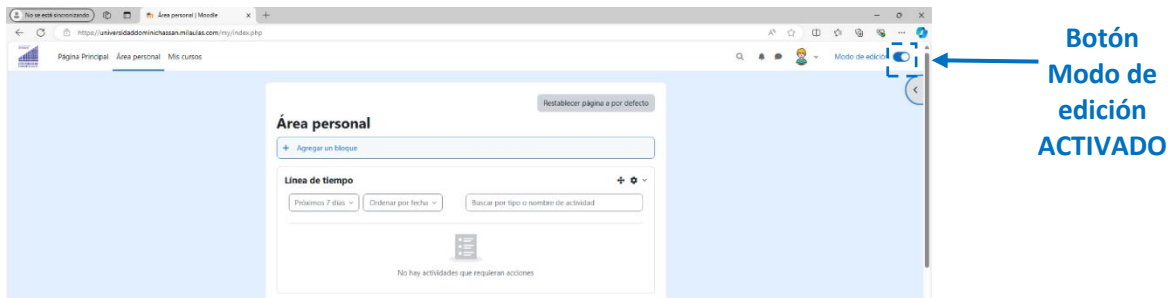 No se está sincronizando
Área personal | Moodle
https://universidaddominichassan.milaulas.com/my/index.php
Página Principal Área personal Mis cursos
Modo de edición
Botón
Modo de
edición
ACTIVADO
Restablecer página a por defecto
Área personal
+ Agregar un bloque
Línea de tiempo
Próximos 7 días
Ordenar por fecha
Buscar por tipo o nombre de actividad
No hay actividades que requieran acciones